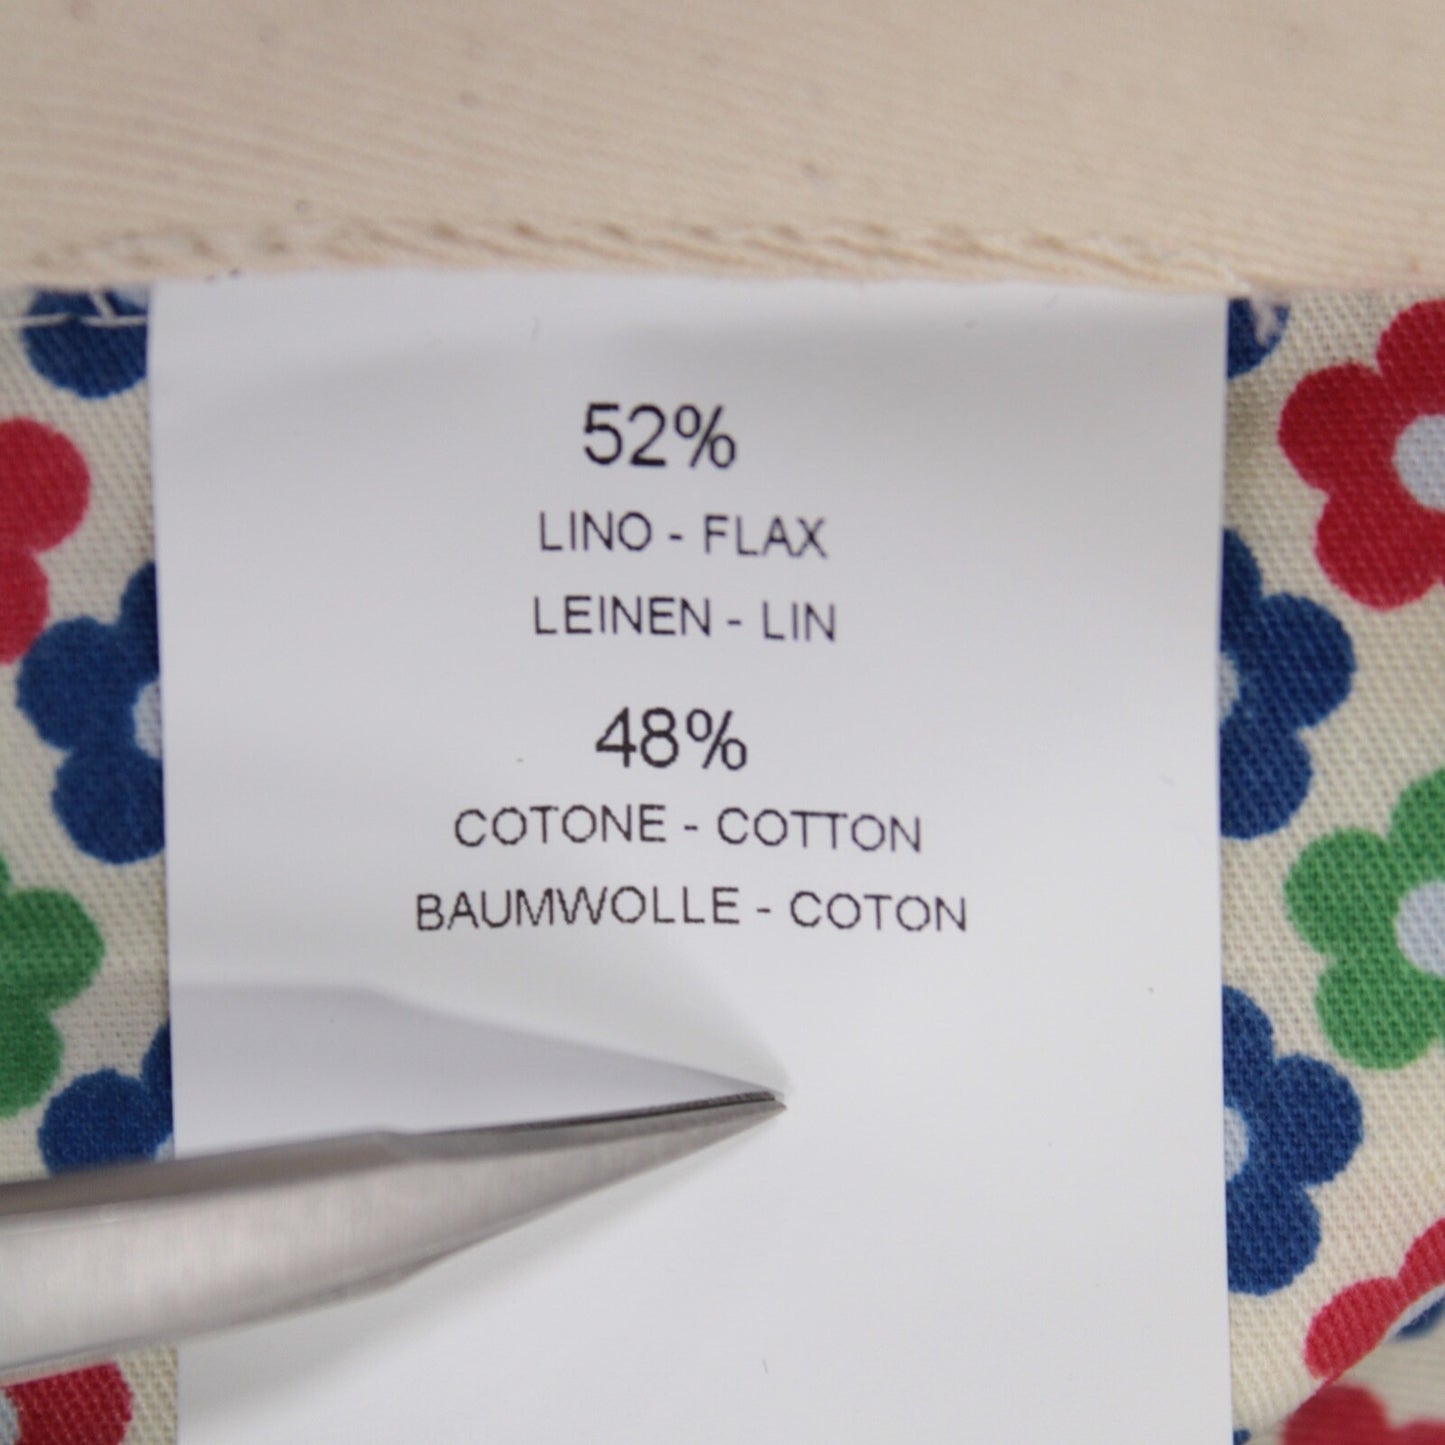 52%
LINO - FLAX
LEINEN - LIN
48%
COTONE - COTTON
BAUMWOLLE - COTON